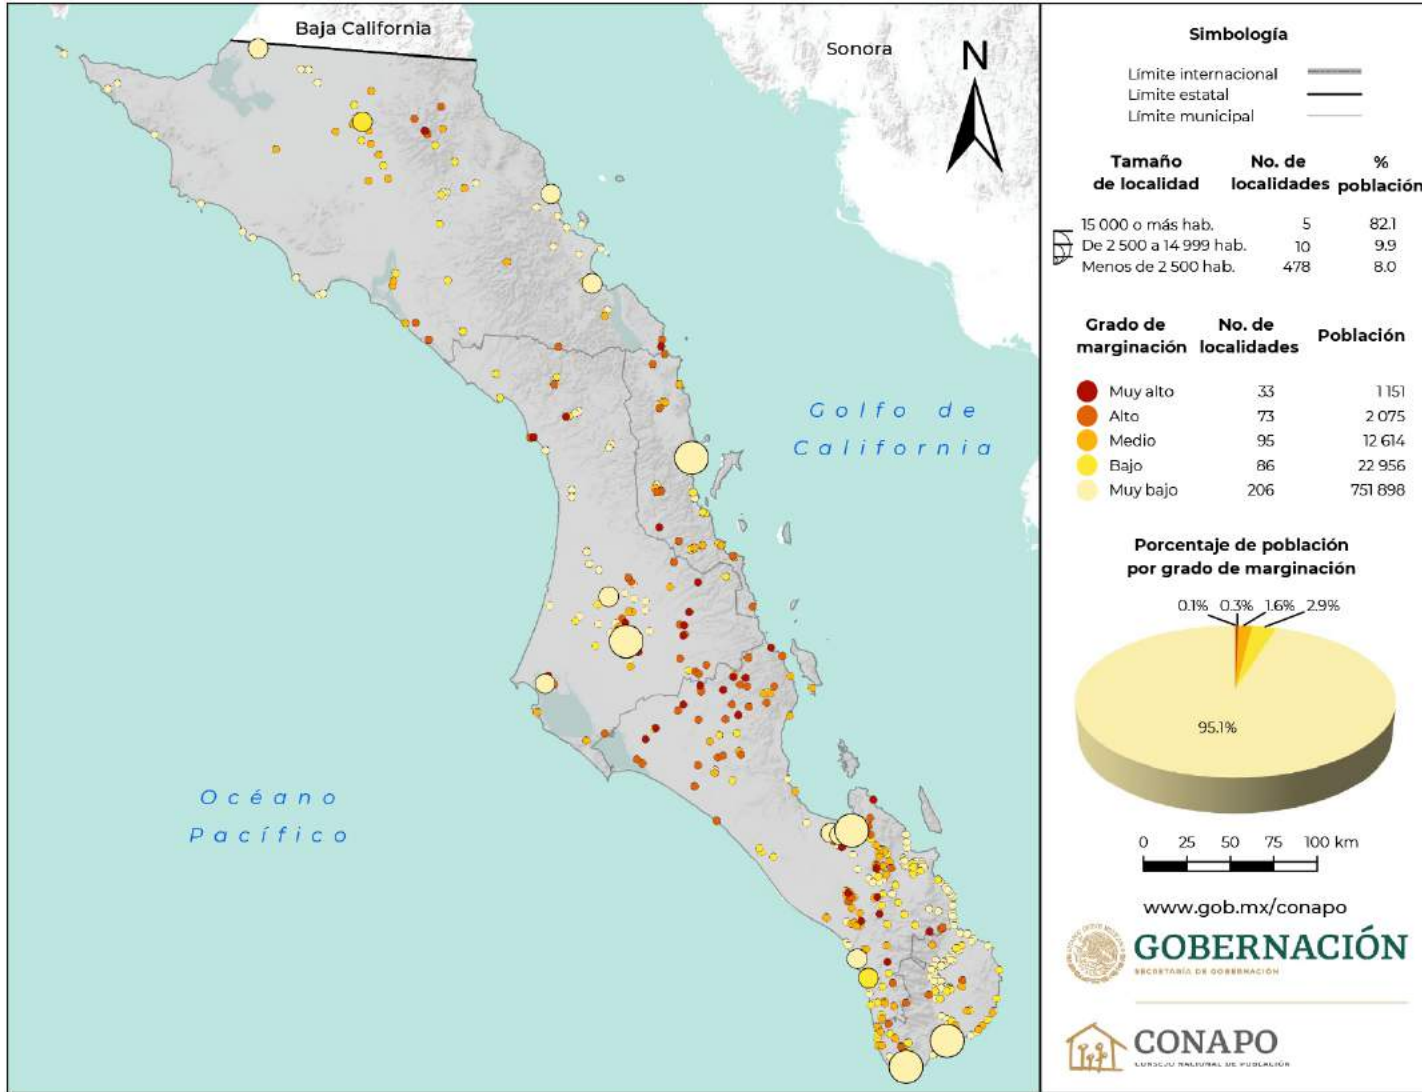 Baja California
Sonora
N
Golfo de
California
Océano
Pacífico
Simbología
Límite internacional
Límite estatal
Límite municipal
Tamaño No. de %
de localidad localidades población
15 000 o más hab. 5 82.1
De 2 500 a 14 999 hab. 10 9.9
Menos de 2 500 hab. 478 8.0
Grado de No. de Población
marginación localidades
Muy alto 33 1 151
Alto 73 2 075
Medio 95 12 614
Bajo 86 22 956
Muy bajo 206 751 898
Porcentaje de población
por grado de marginación
0.1% 0.3% 1.6% 2.9%
95.1%
0 25 50 75 100 km
www.gob.mx/conapo
GOBERNACIÓN
SECRETARÍA DE GOBERNACIÓN
CONAPO
CONSEJO NACIONAL DE POBLACIÓN